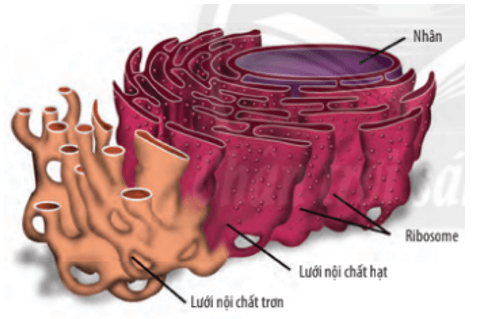 Nhân
Ribosome
Lưới nội chất hạt
Lưới nội chất trơn